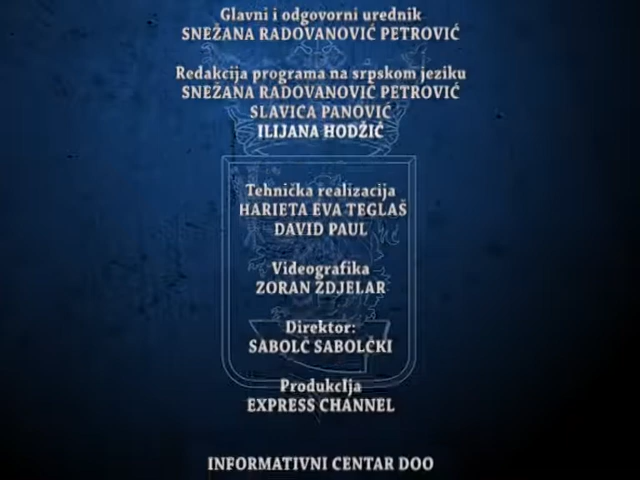 Glavni i odgovorni urednik
SNEŽANA RADOVANOVIĆ PETROVIĆ
Redakcija programa na srpskom jeziku
SNEŽANA RADOVANOVIĆ PETROVIĆ
SLAVICA PANOVIĆ
ILIJANA HODŽIĆ
Tehnička realizacija
HARIETA EVA TEGLAŠ
DAVID PAUL
Videografika
ZORAN ŽDJELAR
Direktor:
SABOLČ SABOLČKI
ProdukcIja
EXPRESS CHANNEL
INFORMATIVNI CENTAR DOO